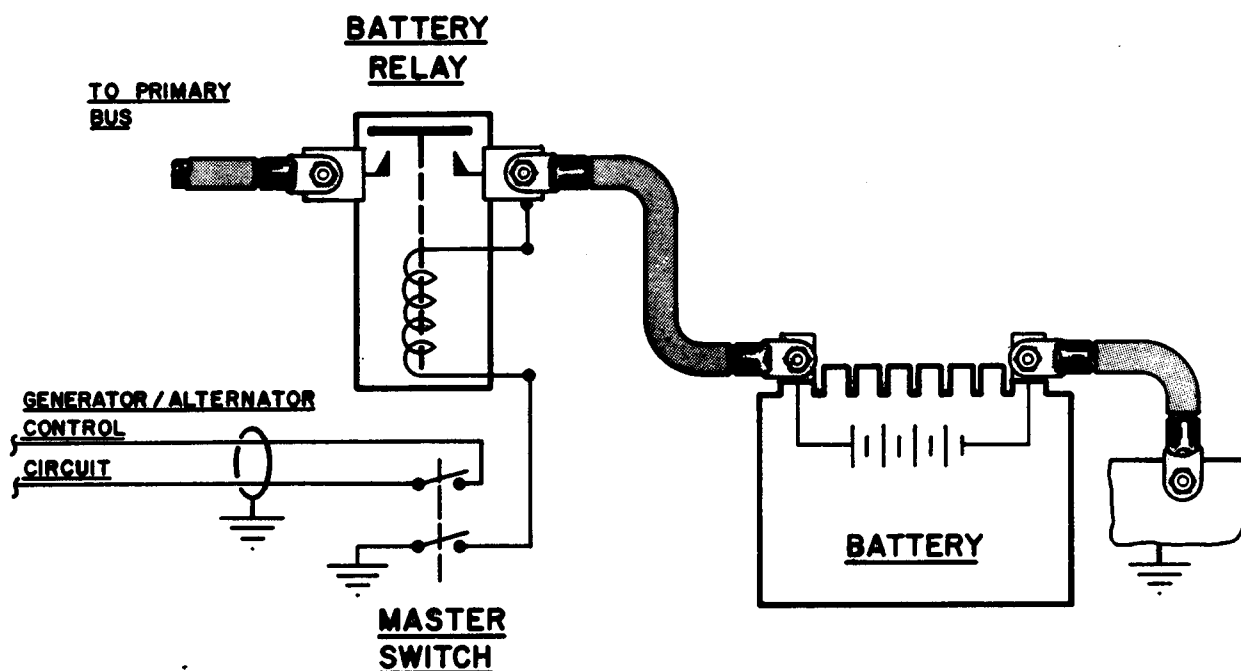 BATTERY
RELAY
TO PRIMARY
BUS
GENERATOR/ALTERNATOR
CONTROL
CIRCUIT
BATTERY
MASTER
SWITCH